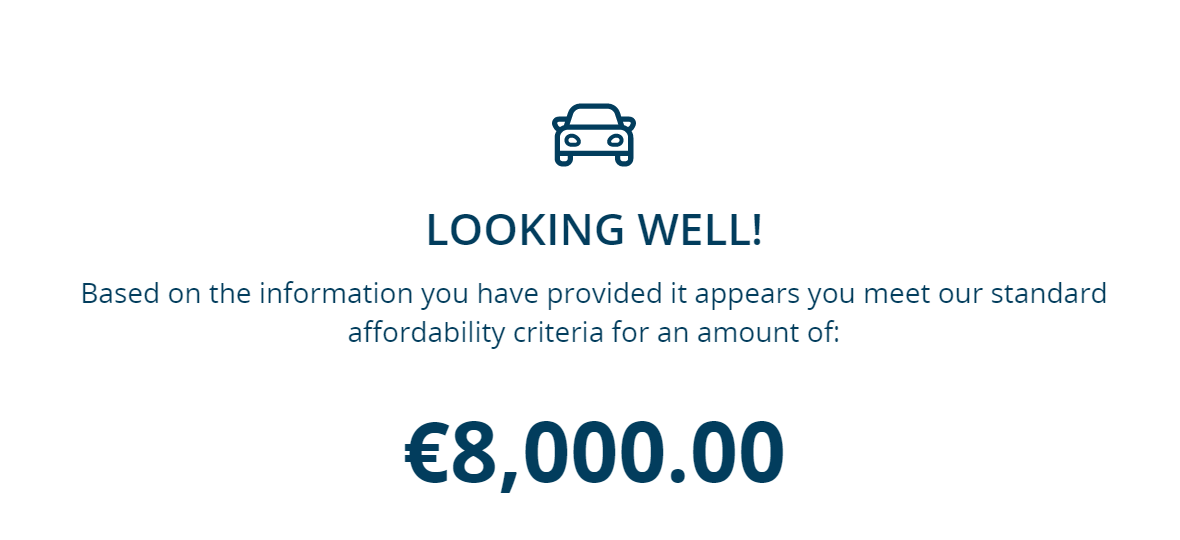 LOOKING WELL!
Based on the information you have provided it appears you meet our standard
affordability criteria for an amount of:
€8,000.00